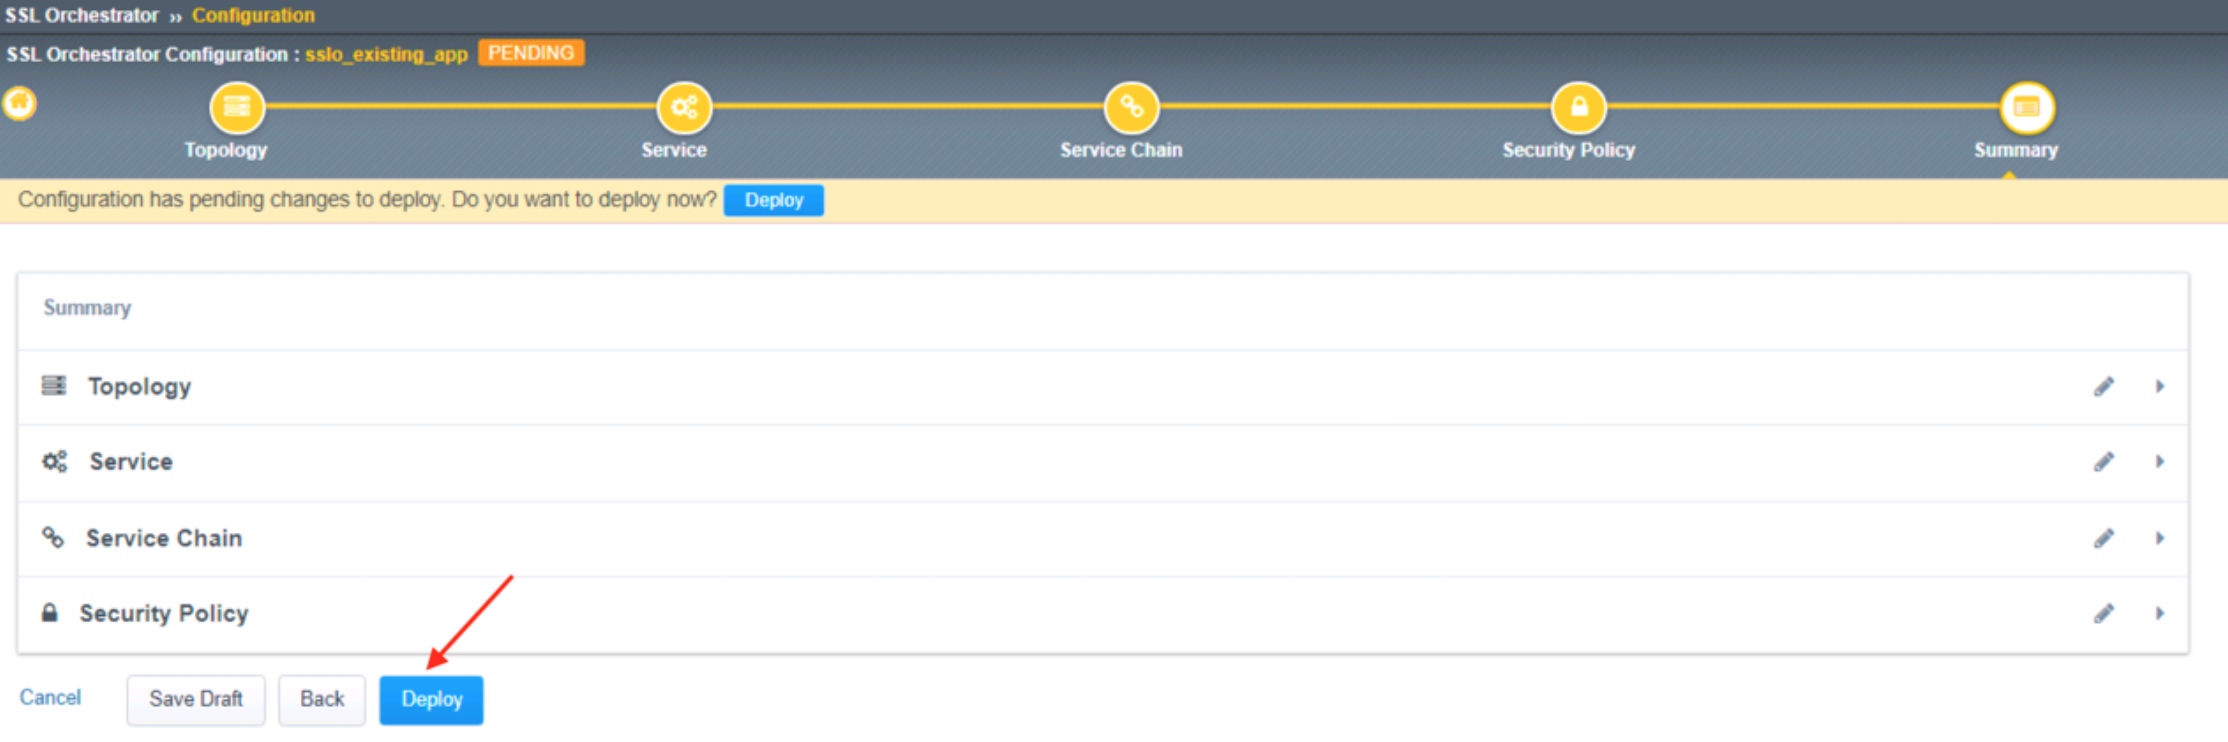 SSL Orchestrator ›› Configuration
SSL Orchestrator Configuration : sslo_existing_app PENDING
Topology Service Service Chain Security Policy Summary
Configuration has pending changes to deploy. Do you want to deploy now? Deploy
Summary
Topology
Service
Service Chain
Security Policy
Cancel Save Draft Back Deploy